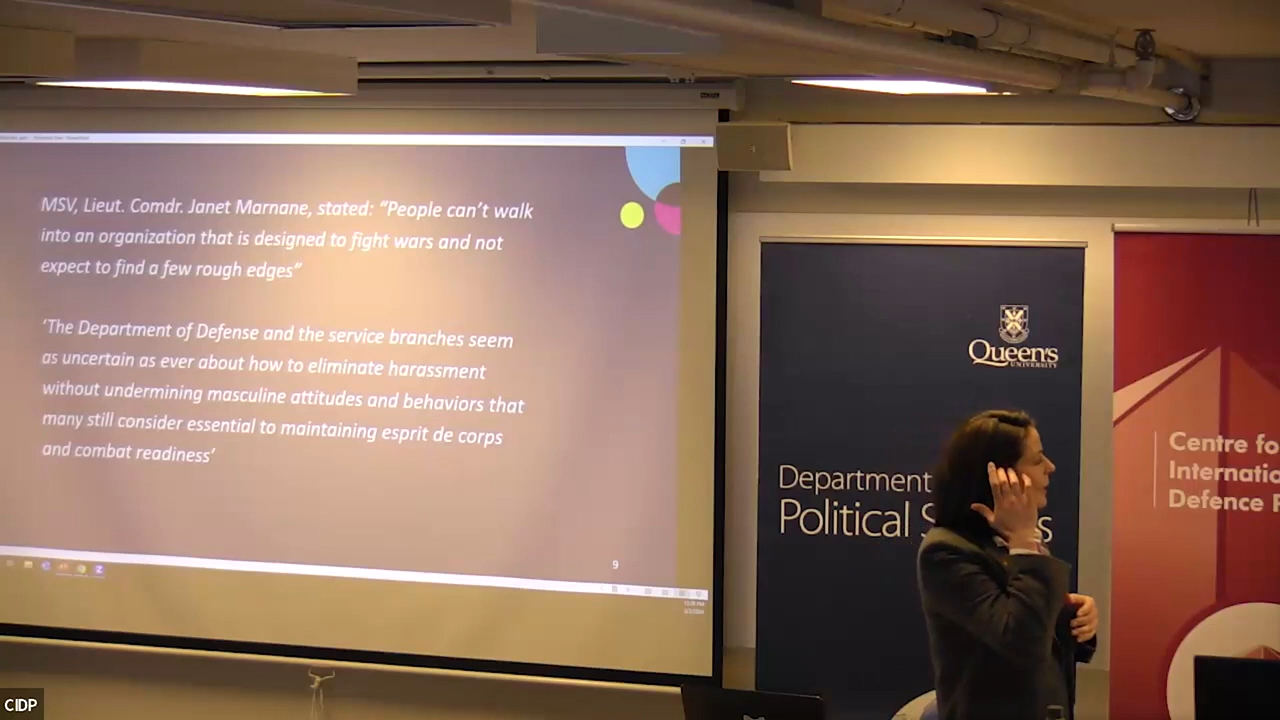 MSV, Lieut. Comdr. Janet Marnane, stated: “People can’t walk
into an organization that is designed to fight wars and not
expect to find a few rough edges”
‘The Department of Defense and the service branches seem
as uncertain as ever about how to eliminate harassment
without undermining masculine attitudes and behaviors that
many still consider essential to maintaining esprit de corps
and combat readiness’
9
Queen's
UNIVERSITY
Department
Political
Centre fo
Internatio
Defence
CIDP